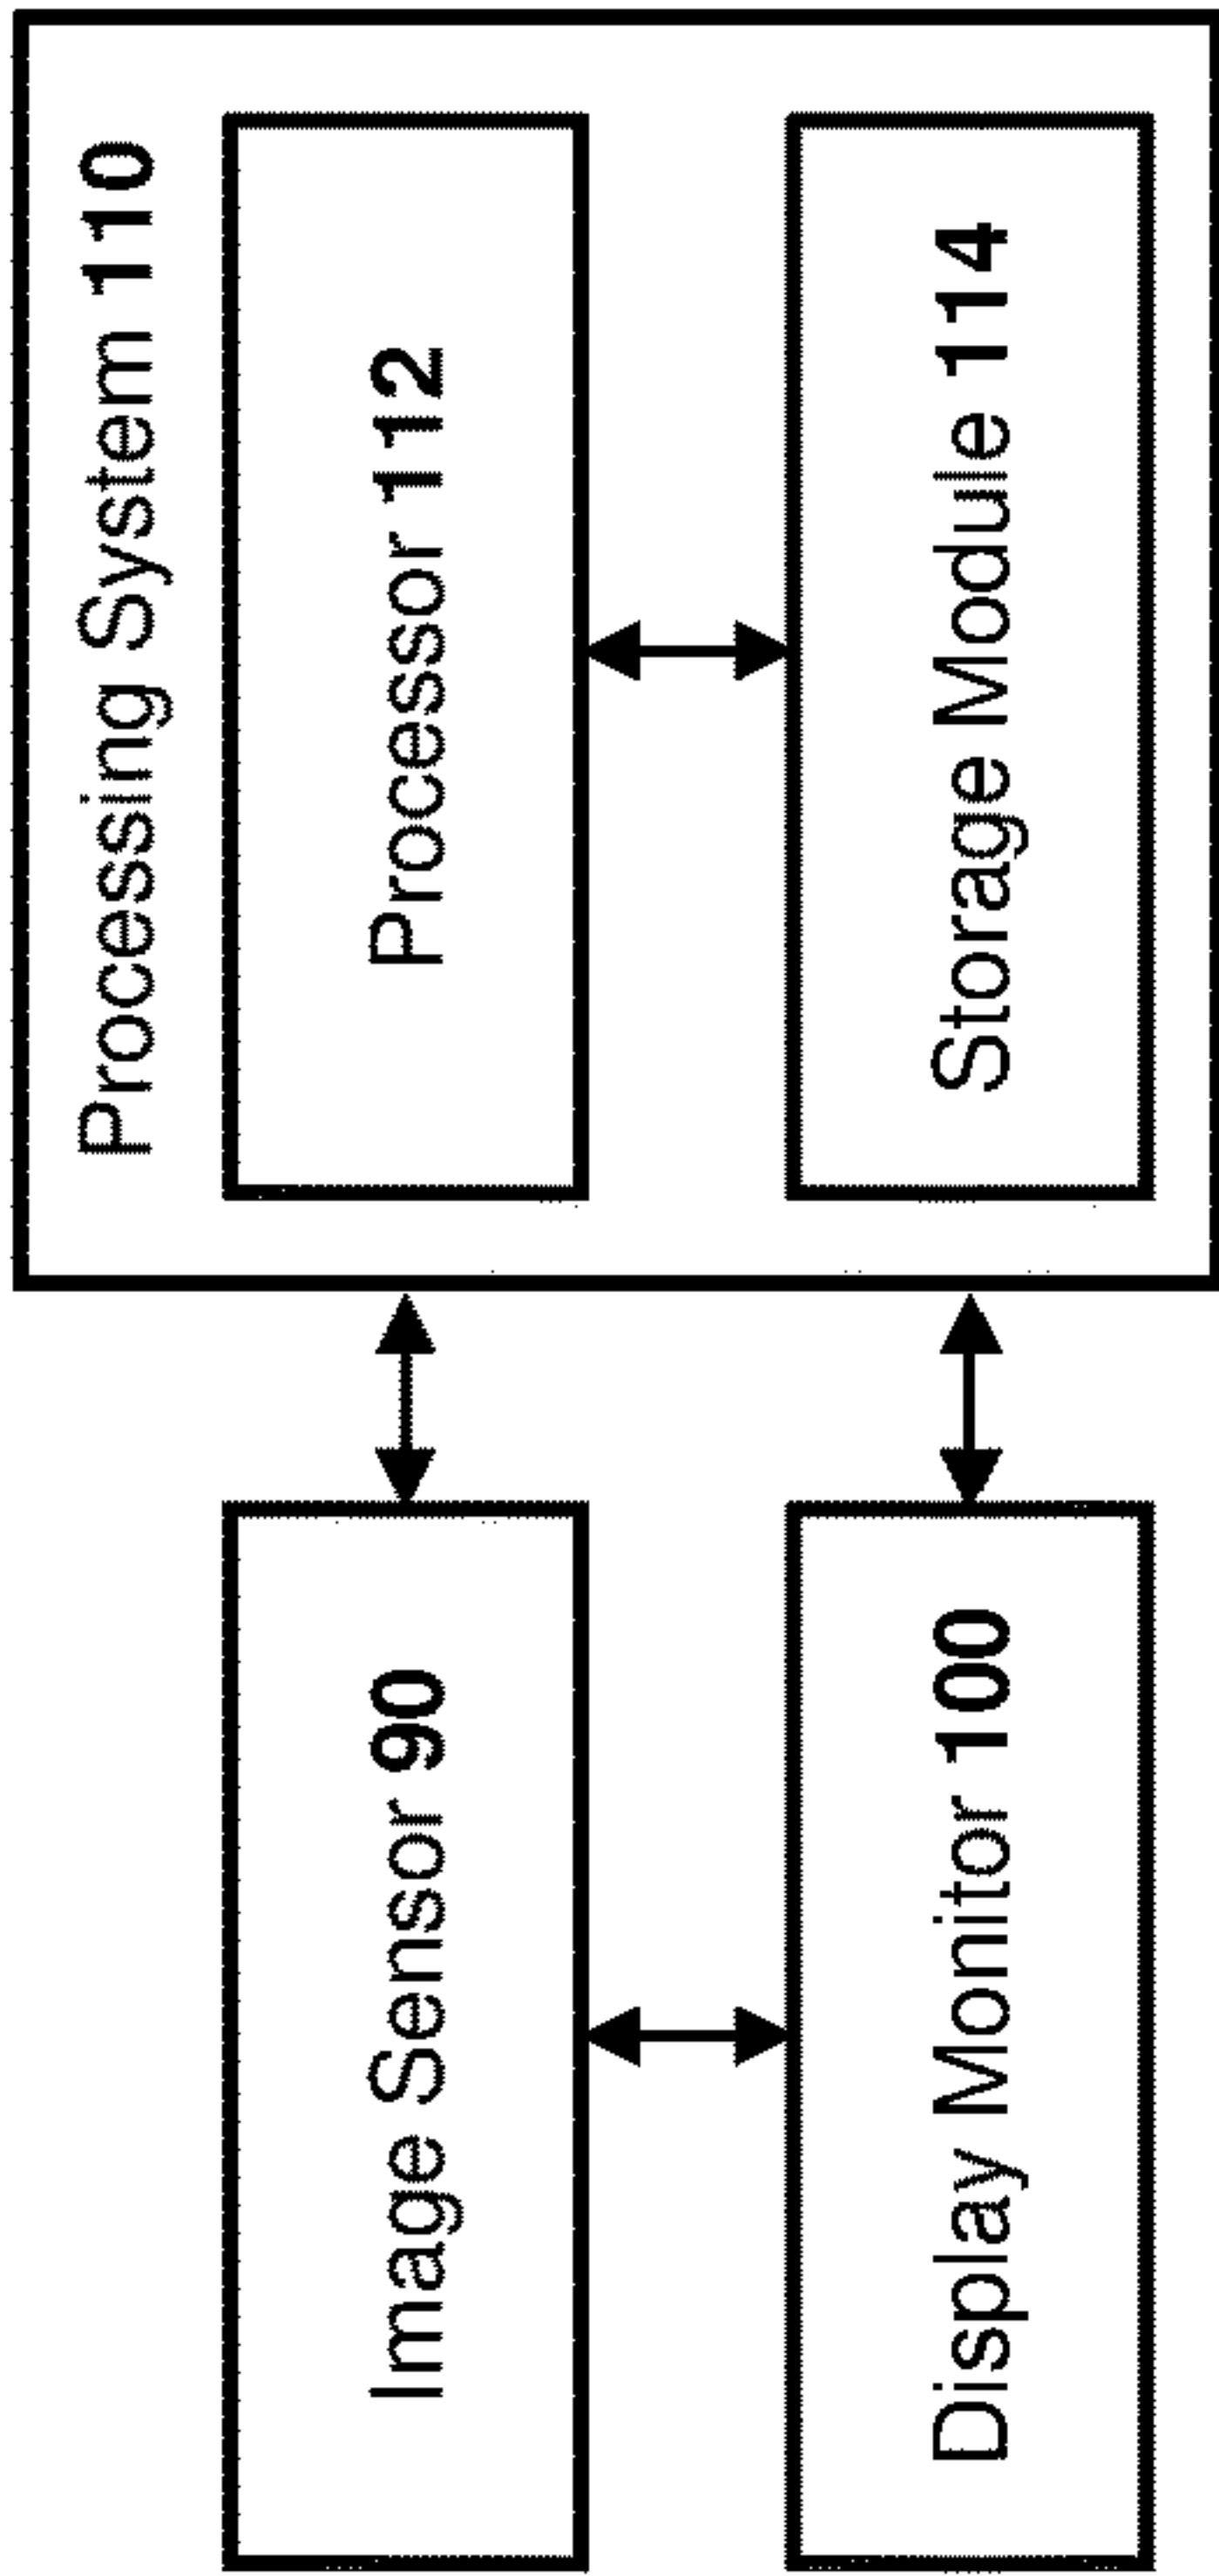 Processing System 110
Image Sensor 90
Processor 112
Display Monitor 100
Storage Module 114